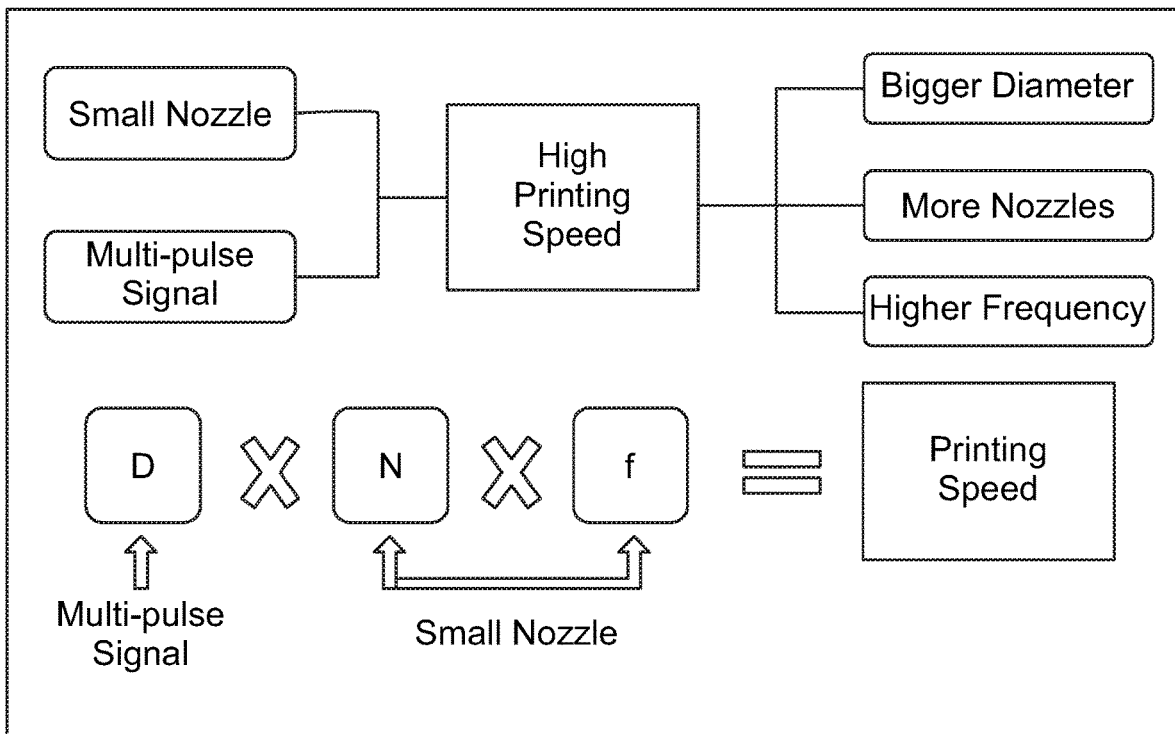 Small Nozzle
Multi-pulse
Signal
High
Printing
Speed
Bigger Diameter
More Nozzles
Higher Frequency
D
N
f
Printing
Speed
Multi-pulse
Signal
Small Nozzle